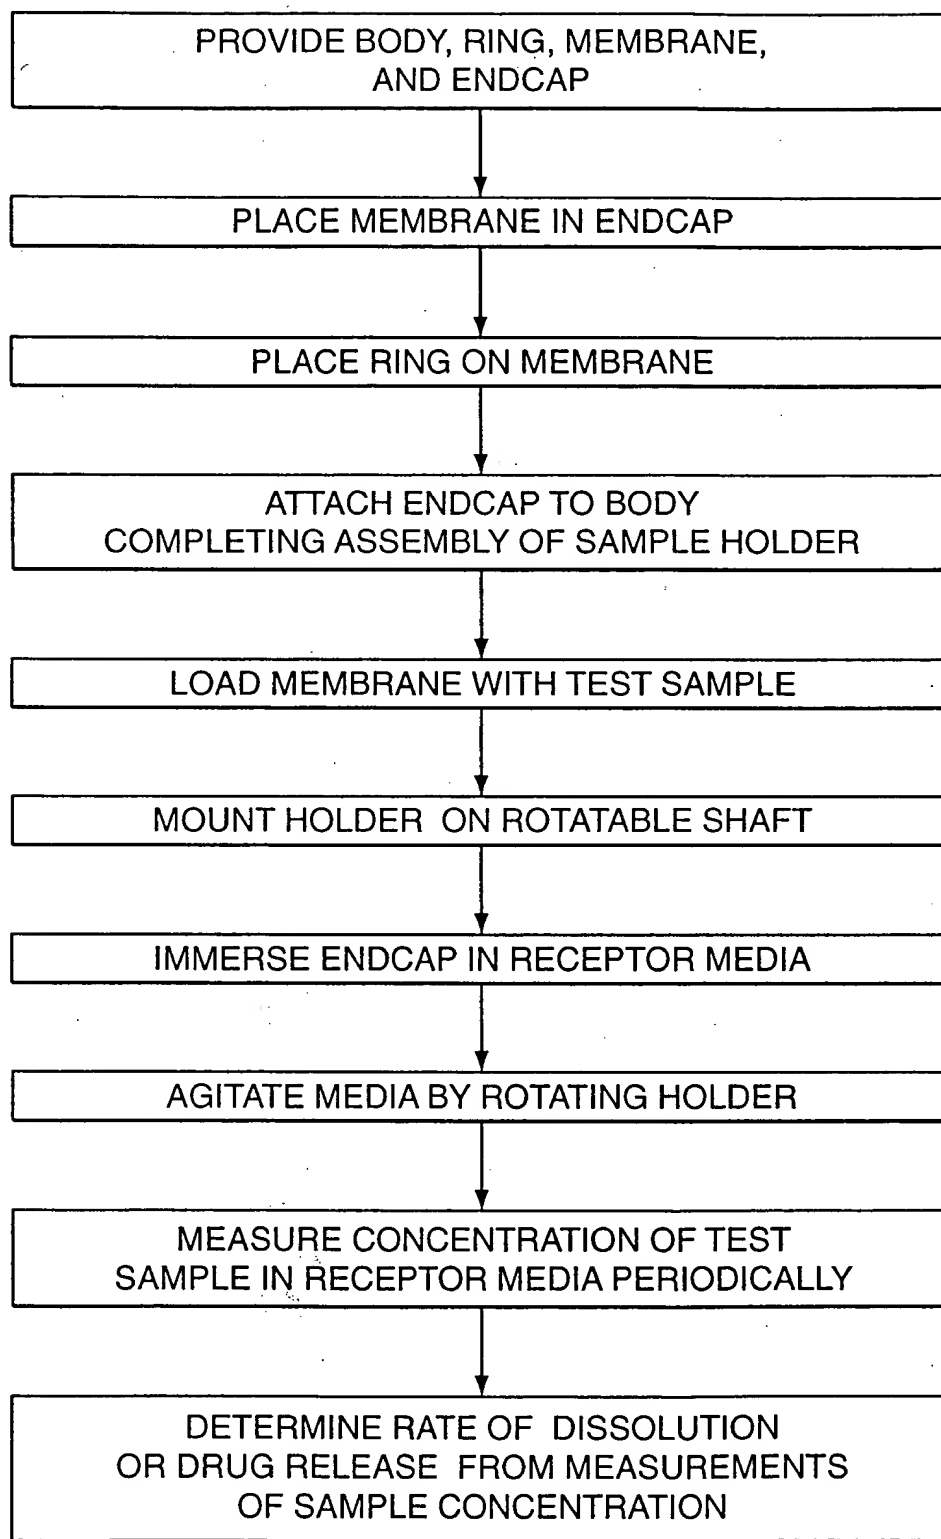 PROVIDE BODY, RING, MEMBRANE,
AND ENDCAP
PLACE MEMBRANE IN ENDCAP
PLACE RING ON MEMBRANE
ATTACH ENDCAP TO BODY
COMPLETING ASSEMBLY OF SAMPLE HOLDER
LOAD MEMBRANE WITH TEST SAMPLE
MOUNT HOLDER ON ROTATABLE SHAFT
IMMERSE ENDCAP IN RECEPTOR MEDIA
AGITATE MEDIA BY ROTATING HOLDER
MEASURE CONCENTRATION OF TEST
SAMPLE IN RECEPTOR MEDIA PERIODICALLY
DETERMINE RATE OF DISSOLUTION
OR DRUG RELEASE FROM MEASUREMENTS
OF SAMPLE CONCENTRATION